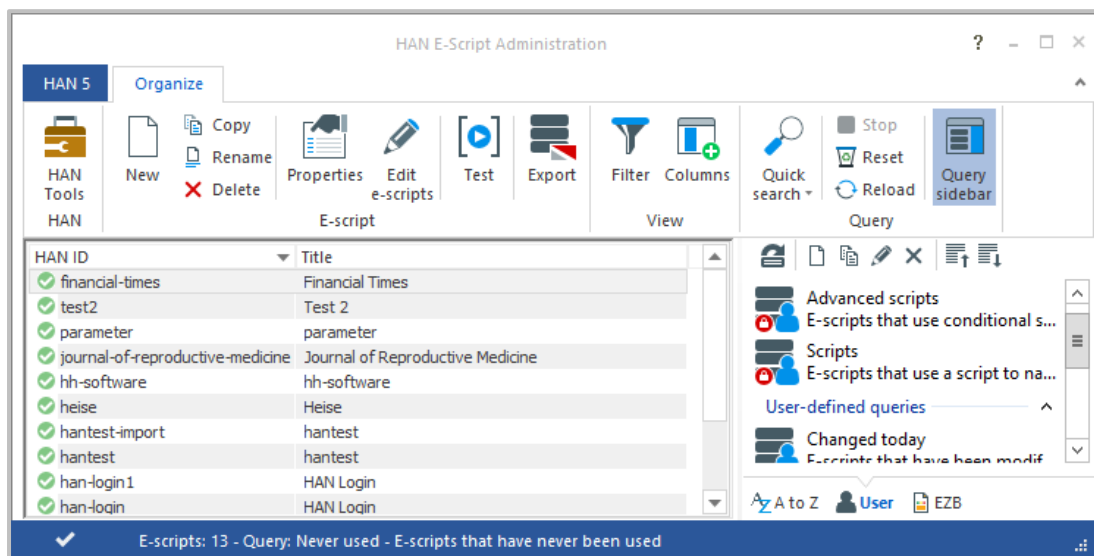 HAN E-Script Administration
?
HAN 5
Organize
HAN Tools
New
Copy
Rename
Delete
Properties
Edit e-scripts
Test
Export
Filter
Columns
Quick search
Stop
Reset
Reload
Query sidebar
HAN
E-script
View
Query
HAN ID Title
financial-times Financial Times
test2 Test 2
parameter parameter
journal-of-reproductive-medicine Journal of Reproductive Medicine
hh-software hh-software
heise Heise
hantest-import hantest
hantest hantest
han-login1 HAN Login
han-login HAN Login
Advanced scripts
E-scripts that use conditional s...
Scripts
E-scripts that use a script to na...
User-defined queries
Changed today
E-scripts that have been modif
A to Z
User
EZB
E-scripts: 13 - Query: Never used - E-scripts that have never been used